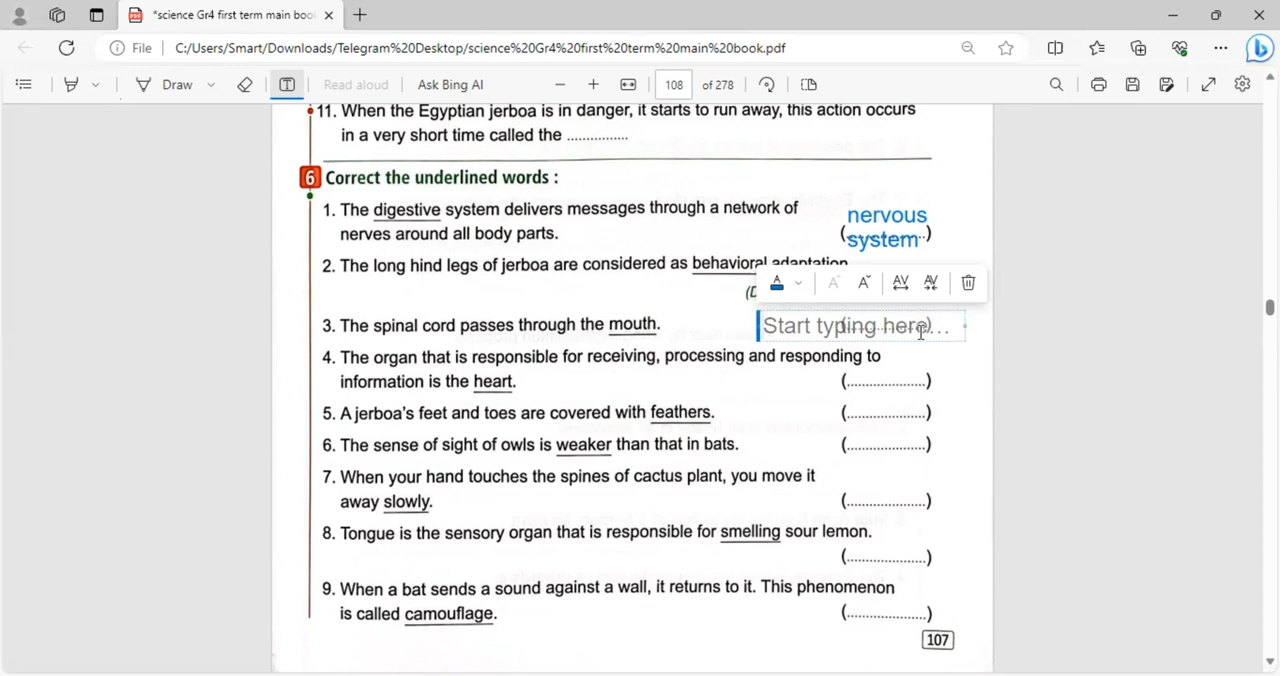 *science Gr4 first term main boo
File C:/Users/Smart/Downloads/Telegram%20Desktop/science%20Gr4%20first%20term%20main%20book.pdf
Draw Read aloud Ask Bing AI 108 of 278
11. When the Egyptian jerboa is in danger, it starts to run away, this action occurs
in a very short time called the ...............
6 Correct the underlined words :
1. The digestive system delivers messages through a network of
nervous
nerves around all body parts. (...................)
system
2. The long hind legs of jerboa are considered as behavioral adaptation.
3. The spinal cord passes through the mouth. (...................)
Start typing here...
4. The organ that is responsible for receiving, processing and responding to
information is the heart. (...................)
5. A jerboa's feet and toes are covered with feathers. (...................)
6. The sense of sight of owls is weaker than that in bats. (...................)
7. When your hand touches the spines of cactus plant, you move it
away slowly. (...................)
8. Tongue is the sensory organ that is responsible for smelling sour lemon.
(...................)
9. When a bat sends a sound against a wall, it returns to it. This phenomenon
is called camouflage. (...................)
107